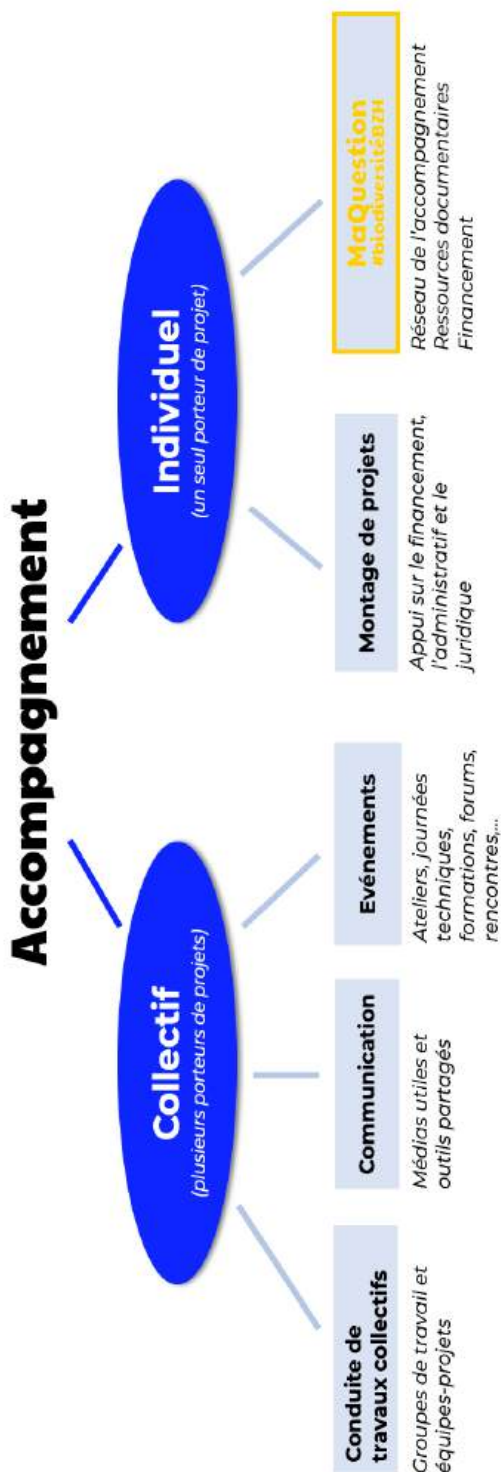 Accompagnement
Collectif
(plusieurs porteurs de projets)
Individuel
(un seul porteur de projet)
Conduite de
travaux collectifs
Groupes de travail et
équipes-projets
Communication
Médias utiles et
outils partagés
Evénements
Ateliers, journées
techniques,
formations, forums,
rencontres,...
Montage de projets
Appui sur le financement,
l'administratif et le
juridique
MaQuestion
#biodiversitéBZH
Réseau de l'accompagnement
Ressources documentaires
Financement